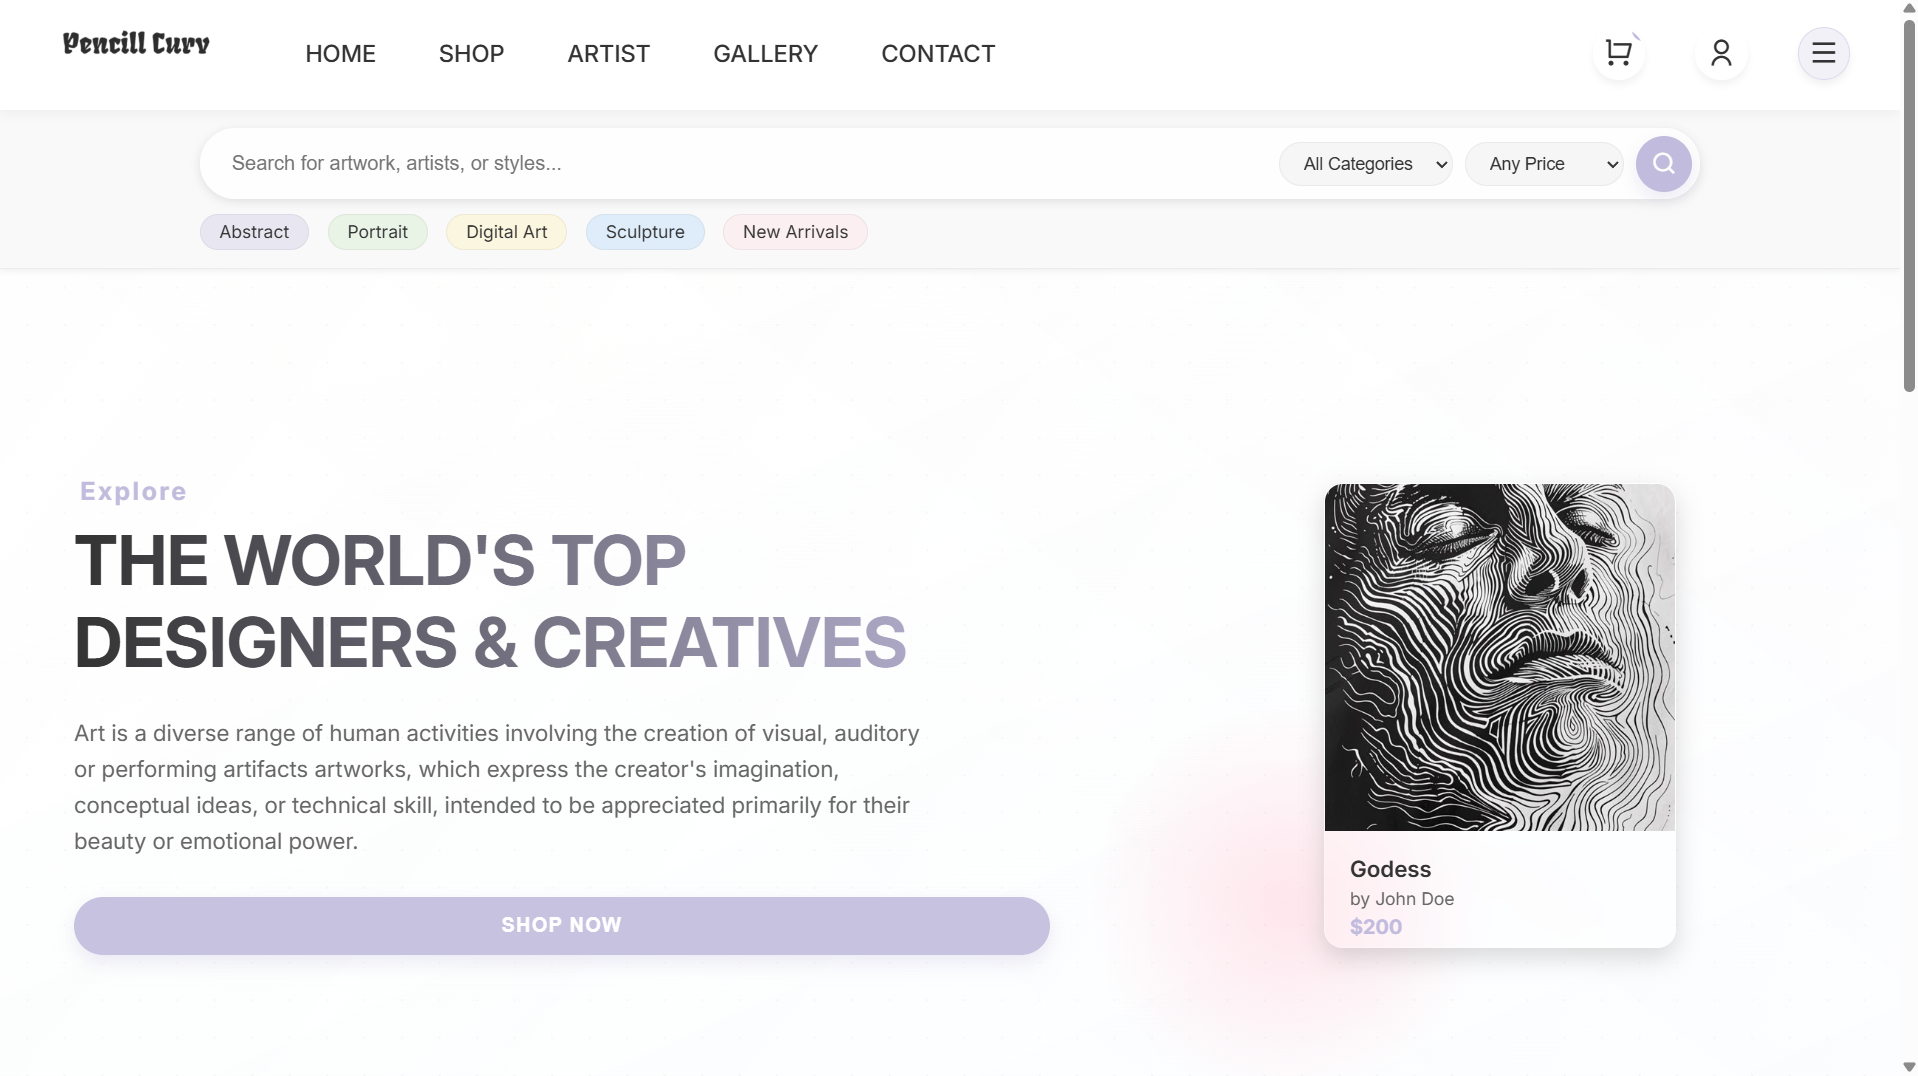 Pencill Curv
HOME SHOP ARTIST GALLERY CONTACT
Search for artwork, artists, or styles...
All Categories
Any Price
Abstract Portrait Digital Art Sculpture New Arrivals
Explore
THE WORLD'S TOP
DESIGNERS & CREATIVES
Art is a diverse range of human activities involving the creation of visual, auditory
or performing artifacts artworks, which express the creator's imagination,
conceptual ideas, or technical skill, intended to be appreciated primarily for their
beauty or emotional power.
SHOP NOW
Godess
by John Doe
$200